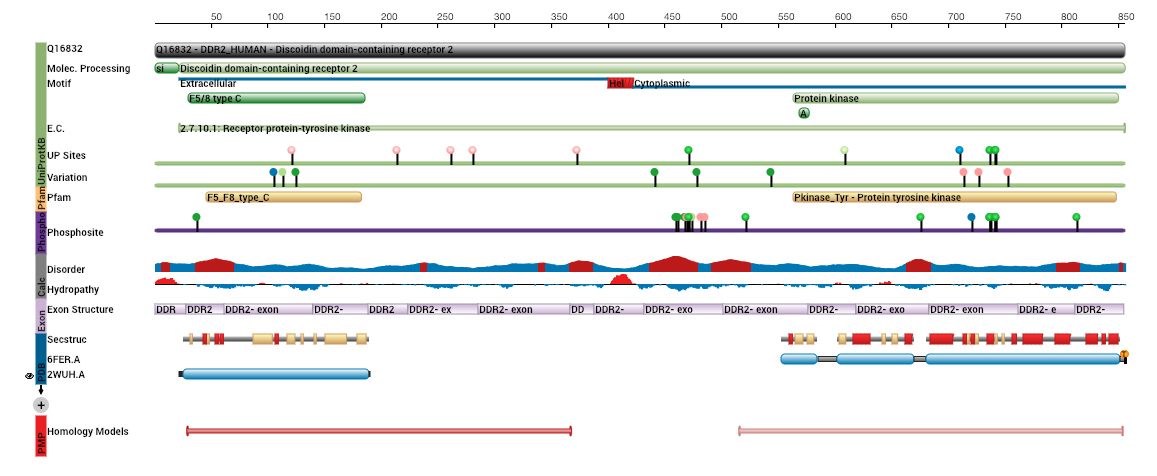 50 100 150 200 250 300 350 400 450 500 550 600 650 700 750 800 850
Q16832 Q16832 - DDR2_HUMAN - Discoidin domain-containing receptor 2
Molec. Processing si Discoidin domain-containing receptor 2
Motif Extracellular Hel Cytoplasmic
F5/8 type C Protein kinase
A
E.C. 2.7.10.1: Receptor protein-tyrosine kinase
UniProtKB
UP Sites
Variation
Pfam
Pfam F5_F8_type_C Pkinase_Tyr - Protein tyrosine kinase
Phospho
Phosphosite
Calc
Disorder
Hydropathy
Exon
Exon Structure DDR DDR2 DDR2- exon DDR2- DDR2 DDR2- ex DDR2- exon DD DDR2- DDR2- exo DDR2- exon DDR2- DDR2- exo DDR2- exon DDR2- e DDR2-
PDB
Secstruc
6FER.A T
2WUH.A
+
PMP
Homology Models